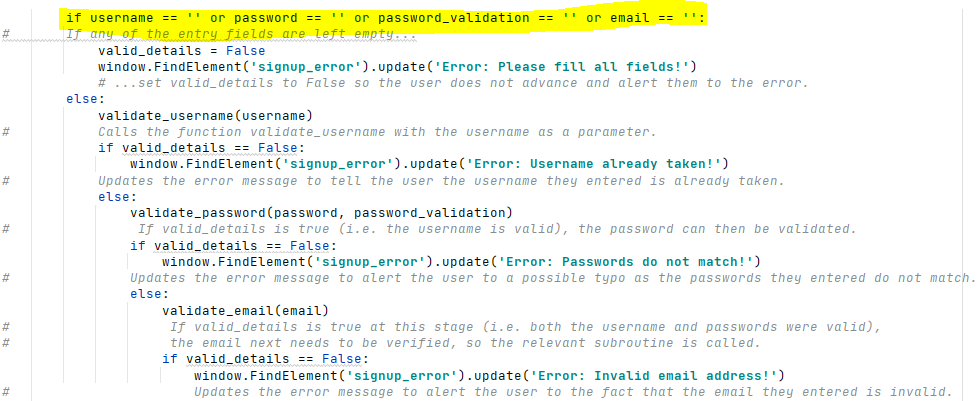 if username == '' or password == '' or password_validation == '' or email == '':
# If any of the entry fields are left empty...
valid_details = False
window.FindElement('signup_error').update('Error: Please fill all fields!')
# ...set valid_details to False so the user does not advance and alert them to the error.
else:
validate_username(username)
# Calls the function validate_username with the username as a parameter.
if valid_details == False:
window.FindElement('signup_error').update('Error: Username already taken!')
# Updates the error message to tell the user the username they entered is already taken.
else:
validate_password(password, password_validation)
# If valid_details is true (i.e. the username is valid), the password can then be validated.
if valid_details == False:
window.FindElement('signup_error').update('Error: Passwords do not match!')
# Updates the error message to alert the user to a possible typo as the passwords they entered do not match.
else:
validate_email(email)
# If valid_details is true at this stage (i.e. both the username and passwords were valid),
# the email next needs to be verified, so the relevant subroutine is called.
if valid_details == False:
window.FindElement('signup_error').update('Error: Invalid email address!')
# Updates the error message to alert the user to the fact that the email they entered is invalid.